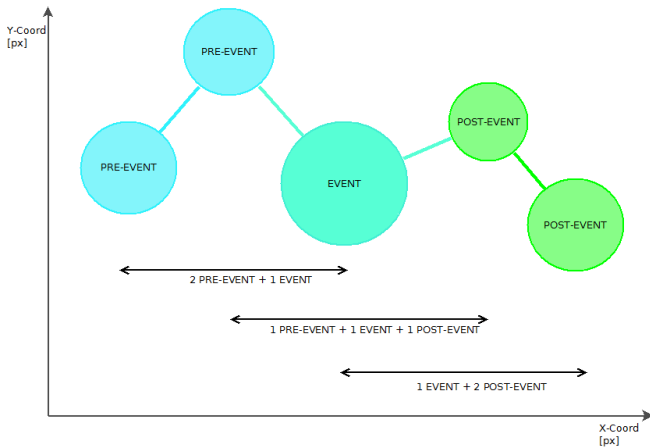 Y-Coord
[px]
PRE-EVENT
POST-EVENT
PRE-EVENT
EVENT
POST-EVENT
2 PRE-EVENT + 1 EVENT
1 PRE-EVENT + 1 EVENT + 1 POST-EVENT
1 EVENT + 2 POST-EVENT
X-Coord
[px]